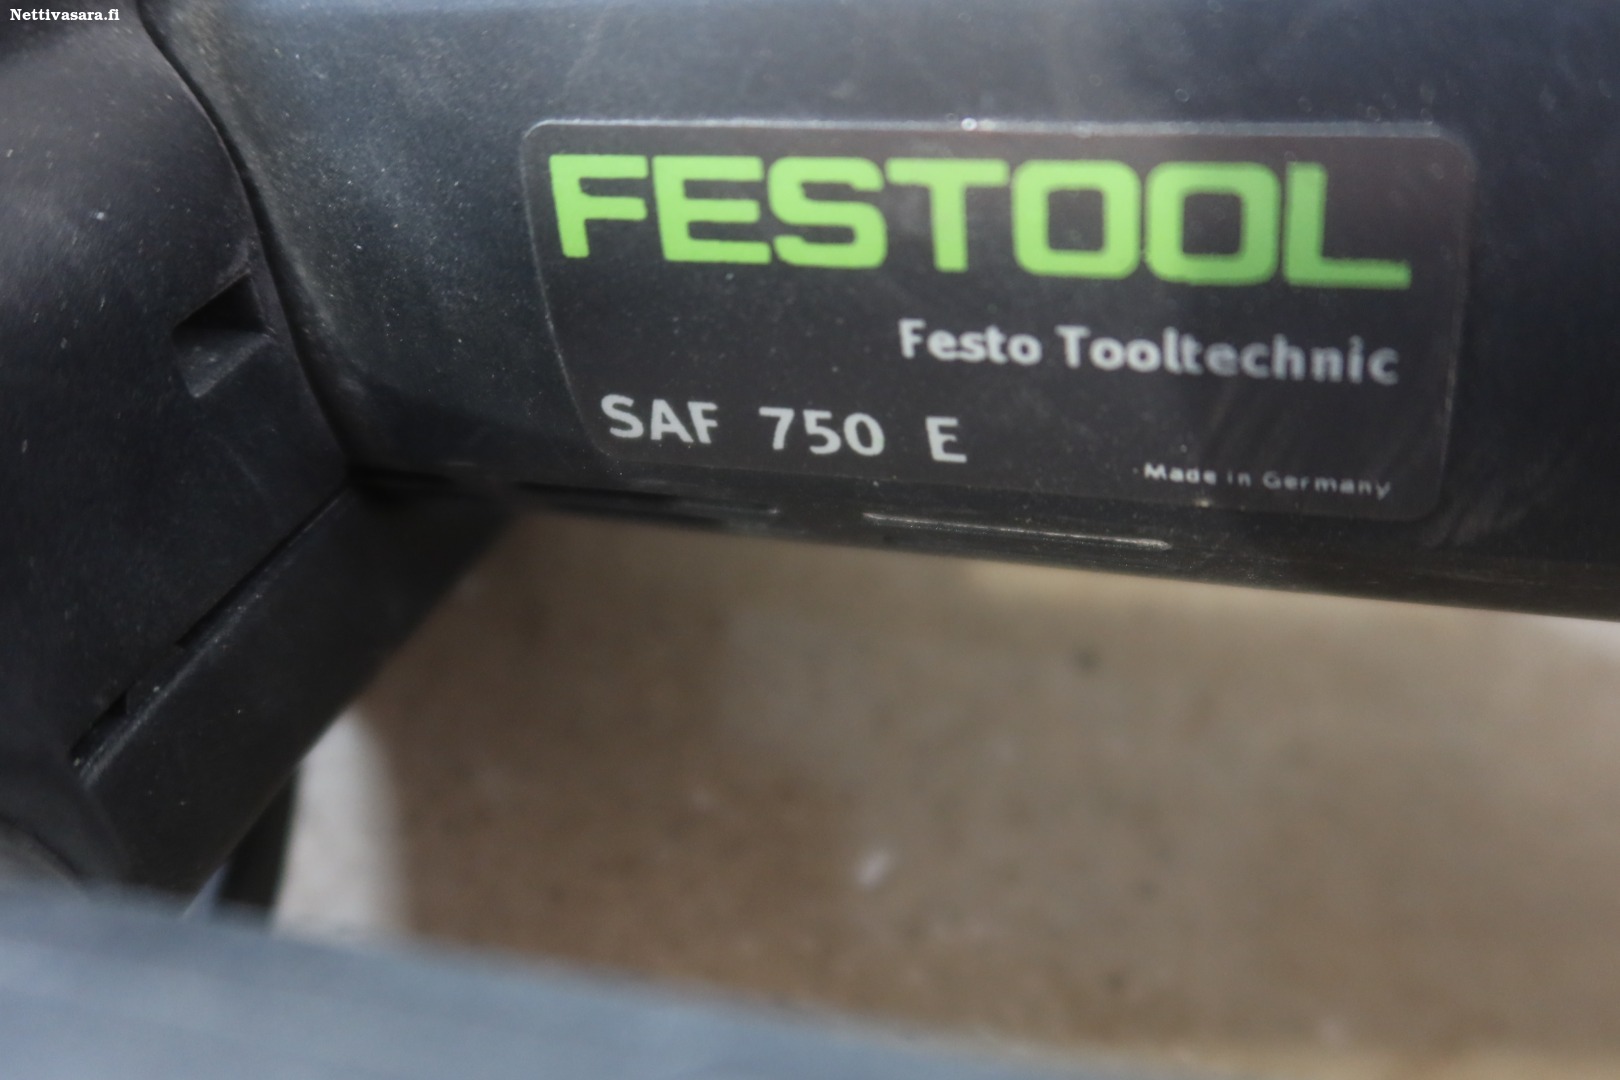 Nettivasara.fi
FESTOOL
Festo Tooltechnic
SAF 750 E
Made in Germany